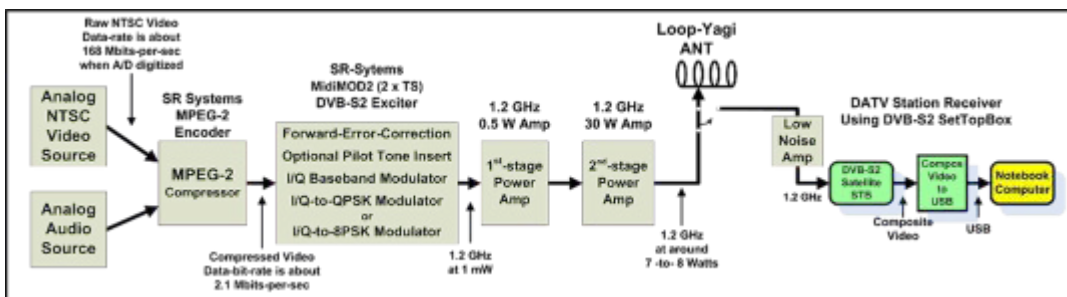 Raw NTSC Video
Data-rate is about
168 Mbits-per-sec
when A/D digitized
Analog
NTSC
Video
Source
Analog
Audio
Source
SR Systems
MPEG-2
Encoder
MPEG-2
Compressor
Compressed Video
Data-bit-rate is about
2.1 Mbits-per-sec
SR-Sytems
MidiMOD2 (2 x TS)
DVB-S2 Exciter
Forward-Error-Correction
Optional Pilot Tone Insert
I/Q Baseband Modulator
I/Q-to-QPSK Modulator
or
I/Q-to-8PSK Modulator
1.2 GHz
at 1 mW
1.2 GHz
0.5 W Amp
1st-stage
Power
Amp
1.2 GHz
30 W Amp
2nd-stage
Power
Amp
1.2 GHz
at around
7 -to- 8 Watts
Loop-Yagi
ANT
Low
Noise
Amp
1.2 GHz
DATV Station Receiver
Using DVB-S2 SetTopBox
DVB-S2
Satellite
STB
Composite
Video
Compos
Video
to
USB
USB
Notebook
Computer